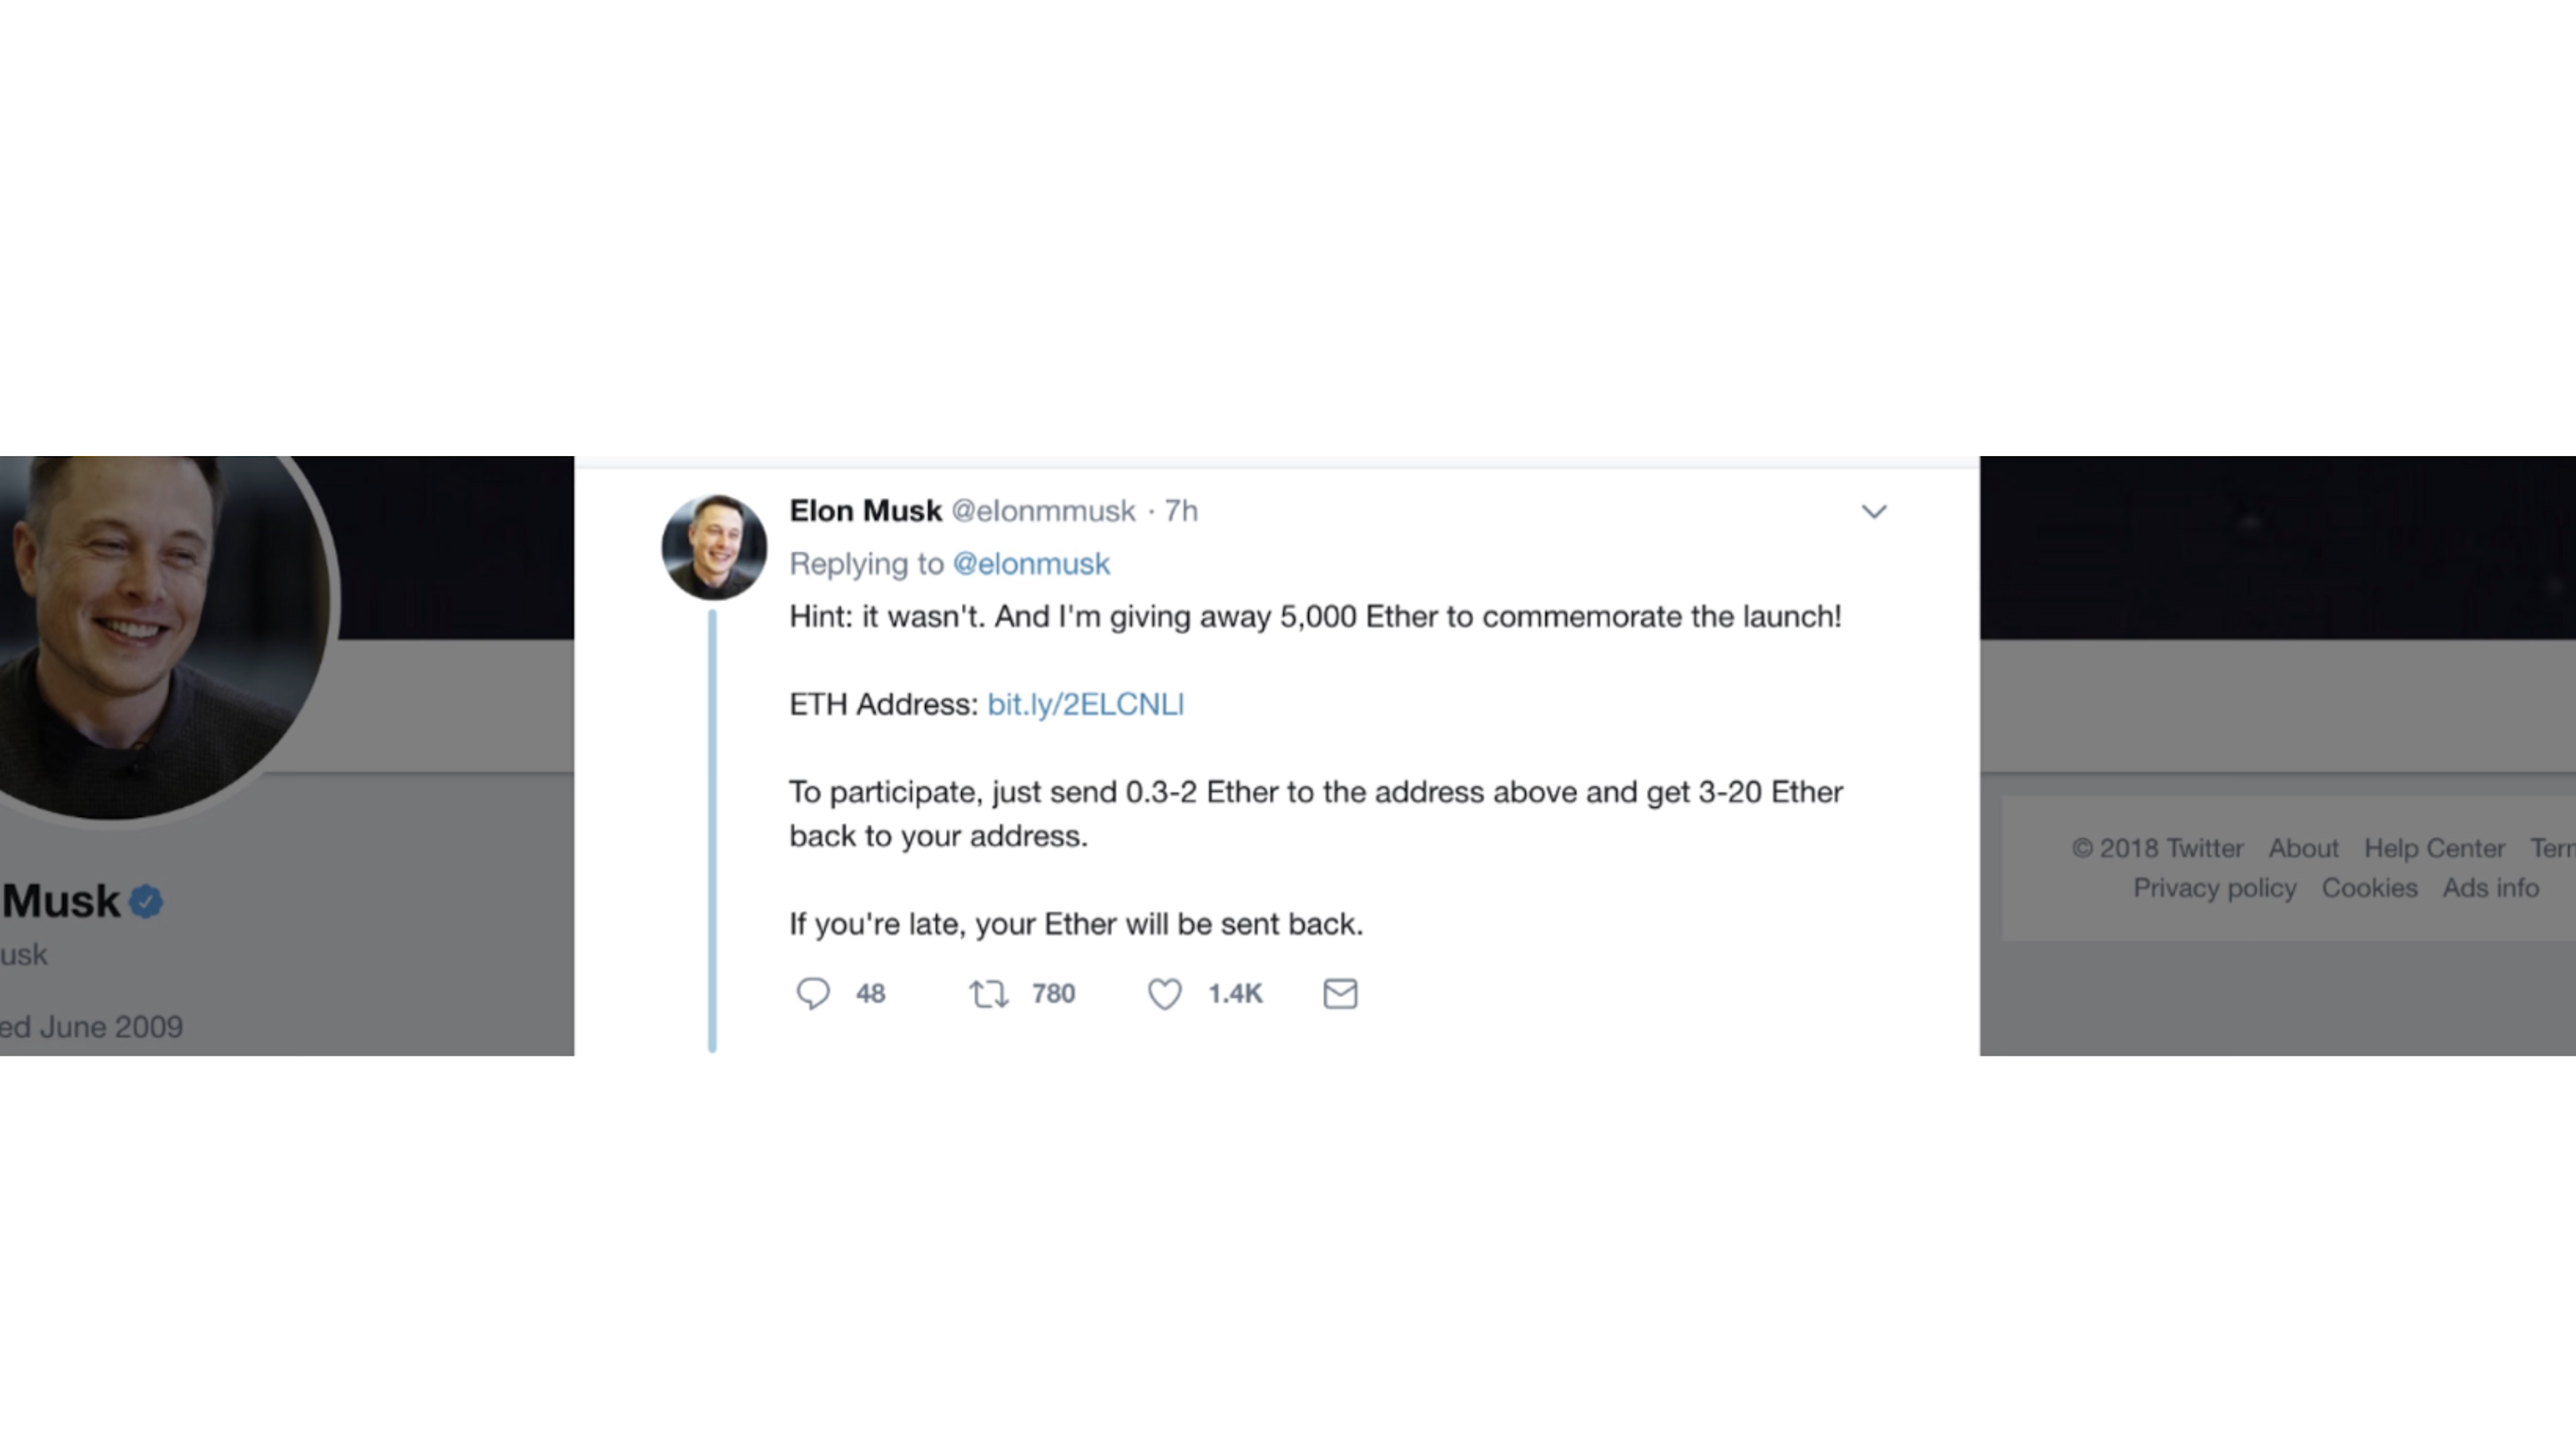 Elon Musk @elonmmusk · 7h
Replying to @elonmusk
Hint: it wasn't. And I'm giving away 5,000 Ether to commemorate the launch!
ETH Address: bit.ly/2ELCNLI
To participate, just send 0.3-2 Ether to the address above and get 3-20 Ether
back to your address.
If you're late, your Ether will be sent back.
48 780 1.4K
Musk
usk
ed June 2009
© 2018 Twitter About Help Center Tern
Privacy policy Cookies Ads info